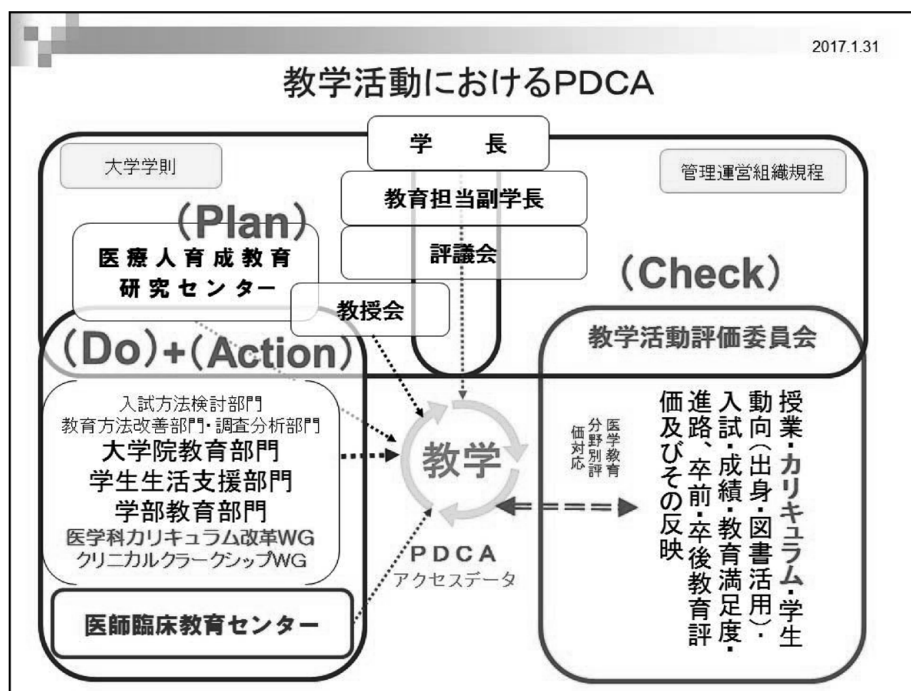 2017.1.31
教学活動におけるPDCA
学　　長
大学学則
管理運営組織規程
教育担当副学長
(Plan)
医療人育成教育
研究センター
評議会
(Check)
教授会
(Do)+(Action)
教学活動評価委員会
入試方法検討部門
教育方法改善部門・調査分析部門
大学院教育部門
学生生活支援部門
学部教育部門
医学科カリキュラム改革WG
クリニカルクラークシップWG
医師臨床教育センター
教学
PDCA
アクセスデータ
医学教育
分野別評
価対応
授業・カリキュラム・学生
動向（出身・図書活用）・
入試・成績・教育満足度・
進路、卒前・卒後教育評
価及びその反映